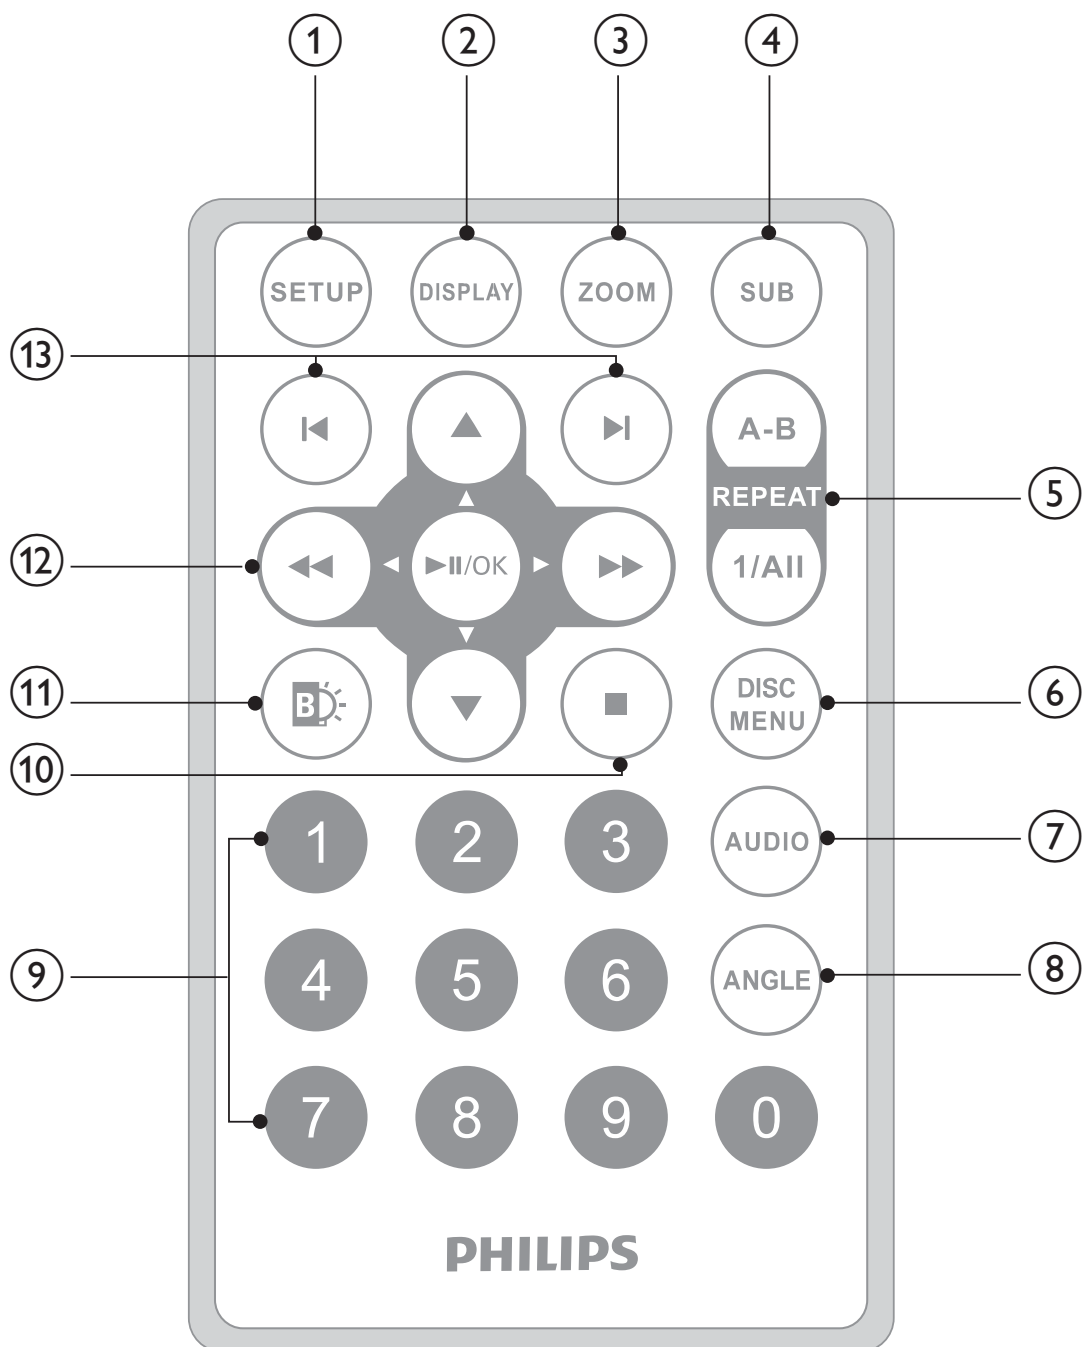 1 2 3 4
SETUP DISPLAY ZOOM SUB
13
A-B
REPEAT 5
12 /OK 1/All
11 B DISC MENU 6
10
1 2 3 AUDIO 7
9 4 5 6 ANGLE 8
7 8 9 0
PHILIPS